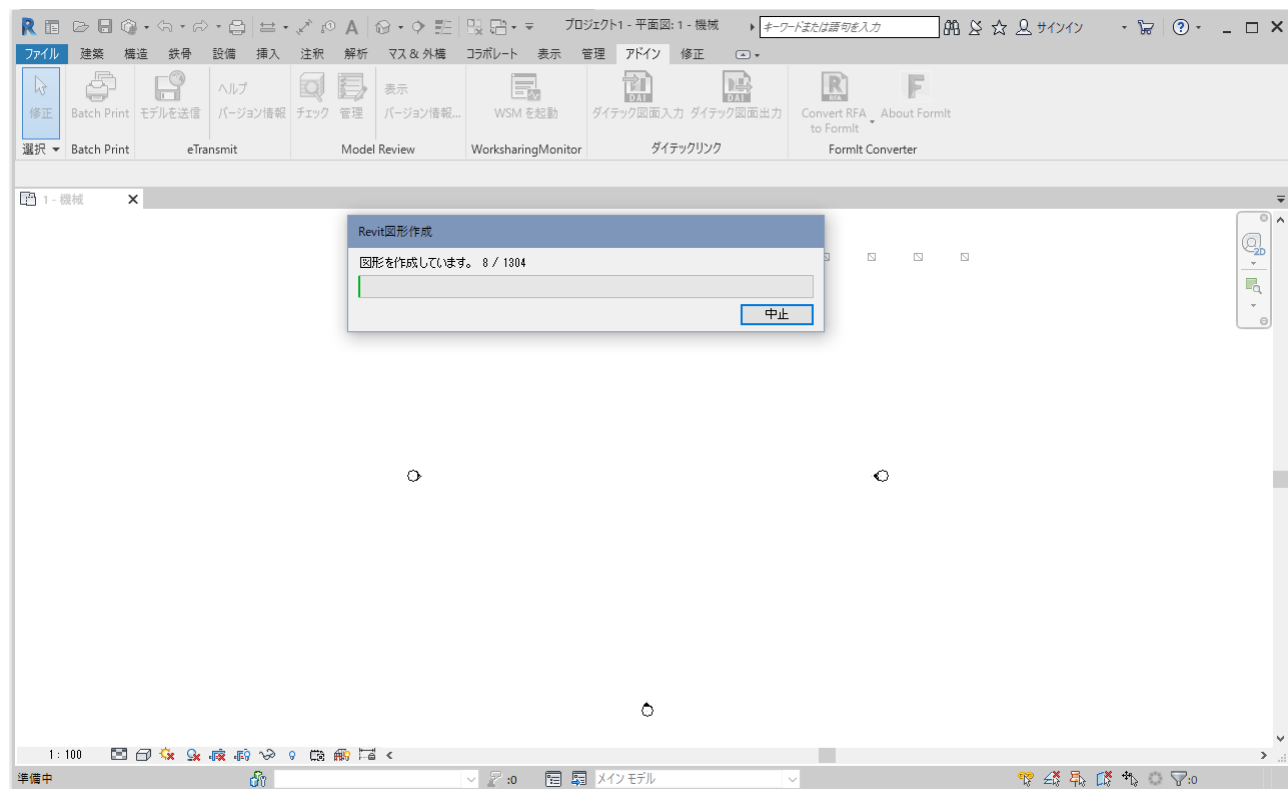 プロジェクト1 - 平面図: 1 - 機械
キーワードまたは語句を入力
サインイン
ファイル 建築 構造 鉄骨 設備 挿入 注釈 解析 マス & 外構 コラボレート 表示 管理 アドイン 修正
修正 Batch Print モデルを送信 ヘルプ バージョン情報 チェック 管理 表示 バージョン情報... WSM を起動 ダイテック図面入力 ダイテック図面出力 Convert RFA to FormIt About FormIt
選択 Batch Print eTransmit Model Review WorksharingMonitor ダイテックリンク FormIt Converter
1 - 機械
2D
Revit図形作成
図形を作成しています。 8 / 1304
中止
1 : 100
準備中 :0 メイン モデル :0